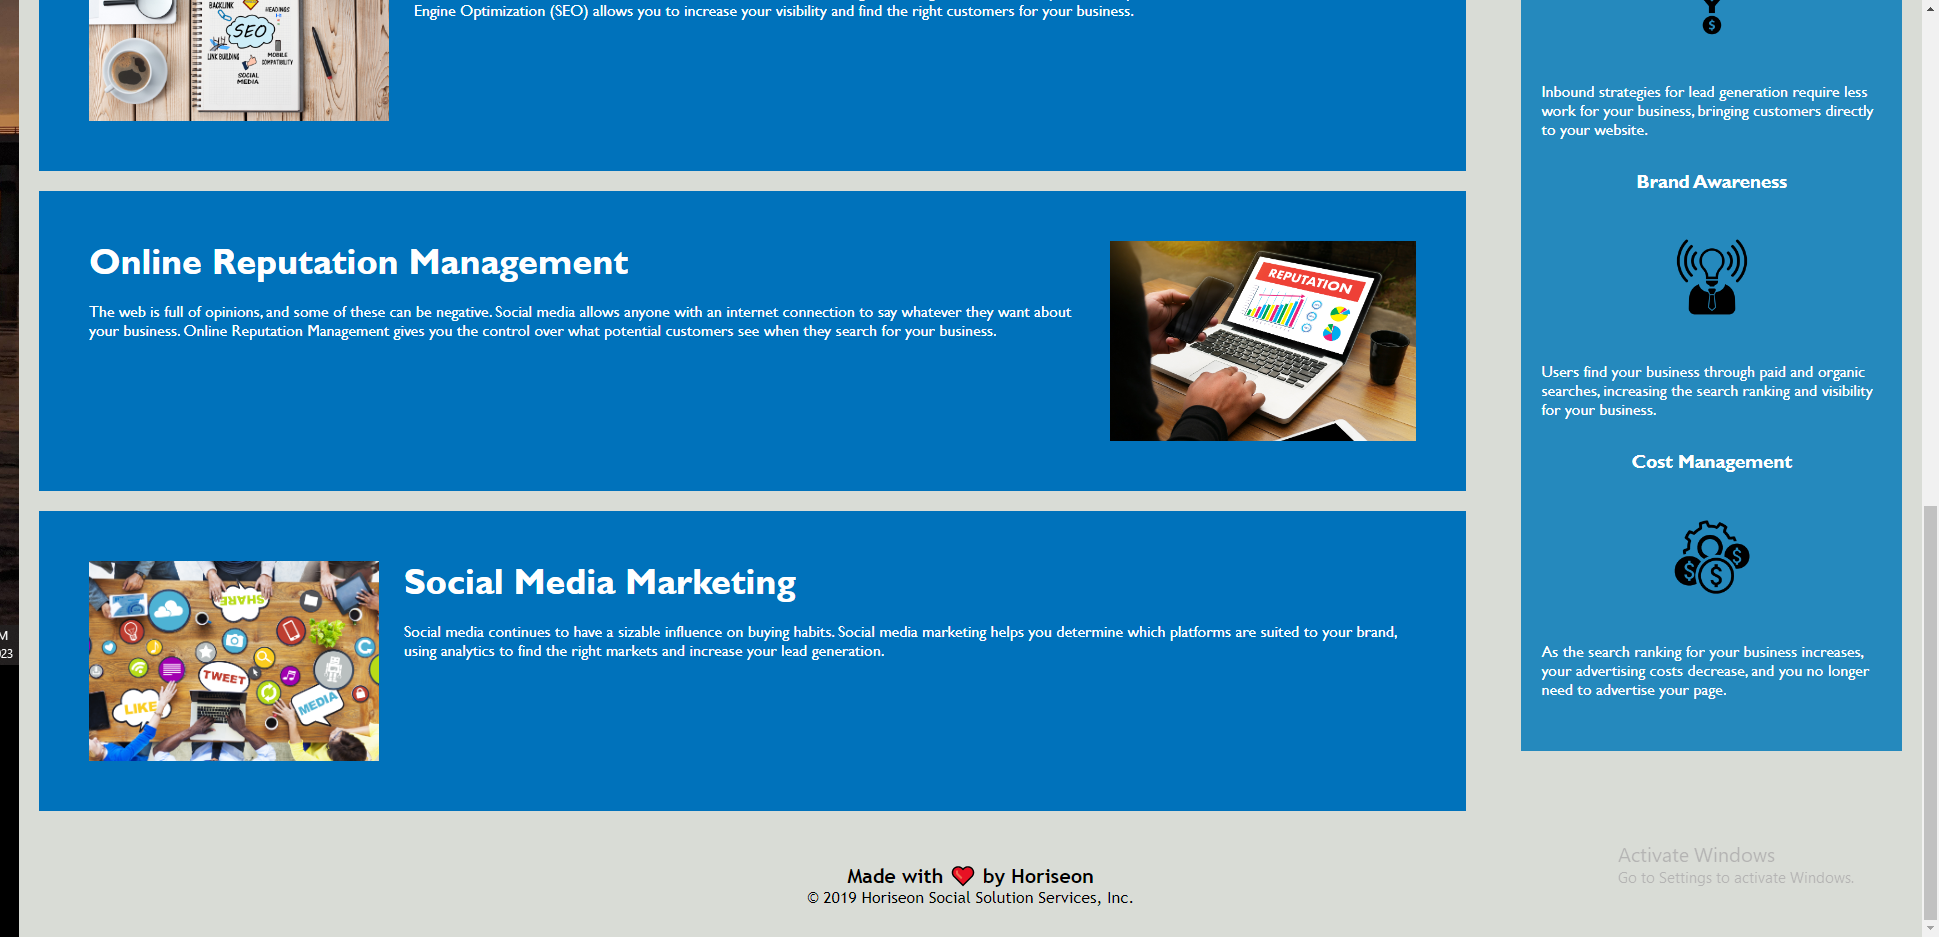 BACKLINK
HEADINGS
SEO
LINK BUILDING
MOBILE
COMPATIBILITY
SOCIAL
MEDIA
Engine Optimization (SEO) allows you to increase your visibility and find the right customers for your business.
Online Reputation Management
The web is full of opinions, and some of these can be negative. Social media allows anyone with an internet connection to say whatever they want about
your business. Online Reputation Management gives you the control over what potential customers see when they search for your business.
REPUTATION
SHARE
TWEET
LIKE
MEDIA
Social Media Marketing
Social media continues to have a sizable influence on buying habits. Social media marketing helps you determine which platforms are suited to your brand,
using analytics to find the right markets and increase your lead generation.
Inbound strategies for lead generation require less
work for your business, bringing customers directly
to your website.
Brand Awareness
Users find your business through paid and organic
searches, increasing the search ranking and visibility
for your business.
Cost Management
As the search ranking for your business increases,
your advertising costs decrease, and you no longer
need to advertise your page.
Made with ❤️ by Horiseon
© 2019 Horiseon Social Solution Services, Inc.
Activate Windows
Go to Settings to activate Windows.